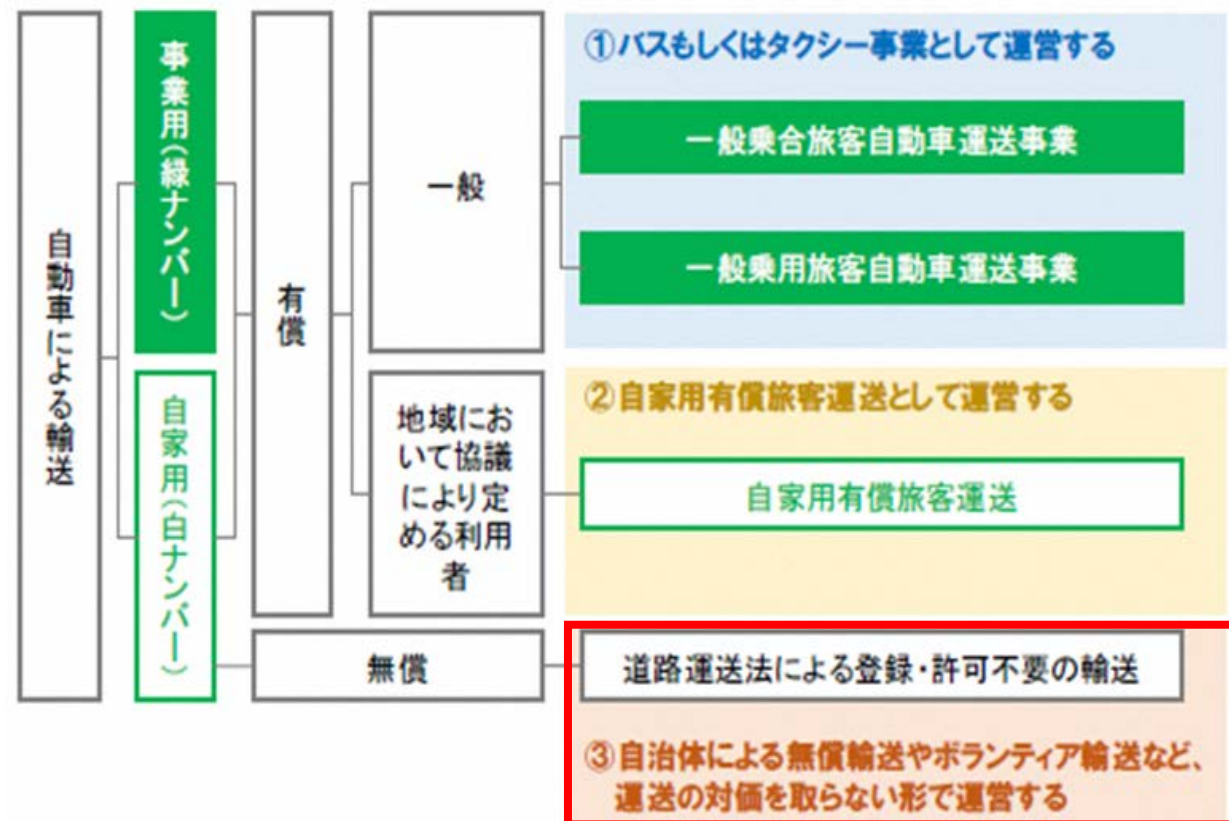 自動車による輸送
事業用(緑ナンバー)
自家用(白ナンバー)
有償
無償
一般
地域にお
いて協議
により定
める利用
者
①バスもしくはタクシー事業として運営する
一般乗合旅客自動車運送事業
一般乗用旅客自動車運送事業
②自家用有償旅客運送として運営する
自家用有償旅客運送
道路運送法による登録・許可不要の輸送
③自治体による無償輸送やボランティア輸送など、
運送の対価を取らない形で運営する